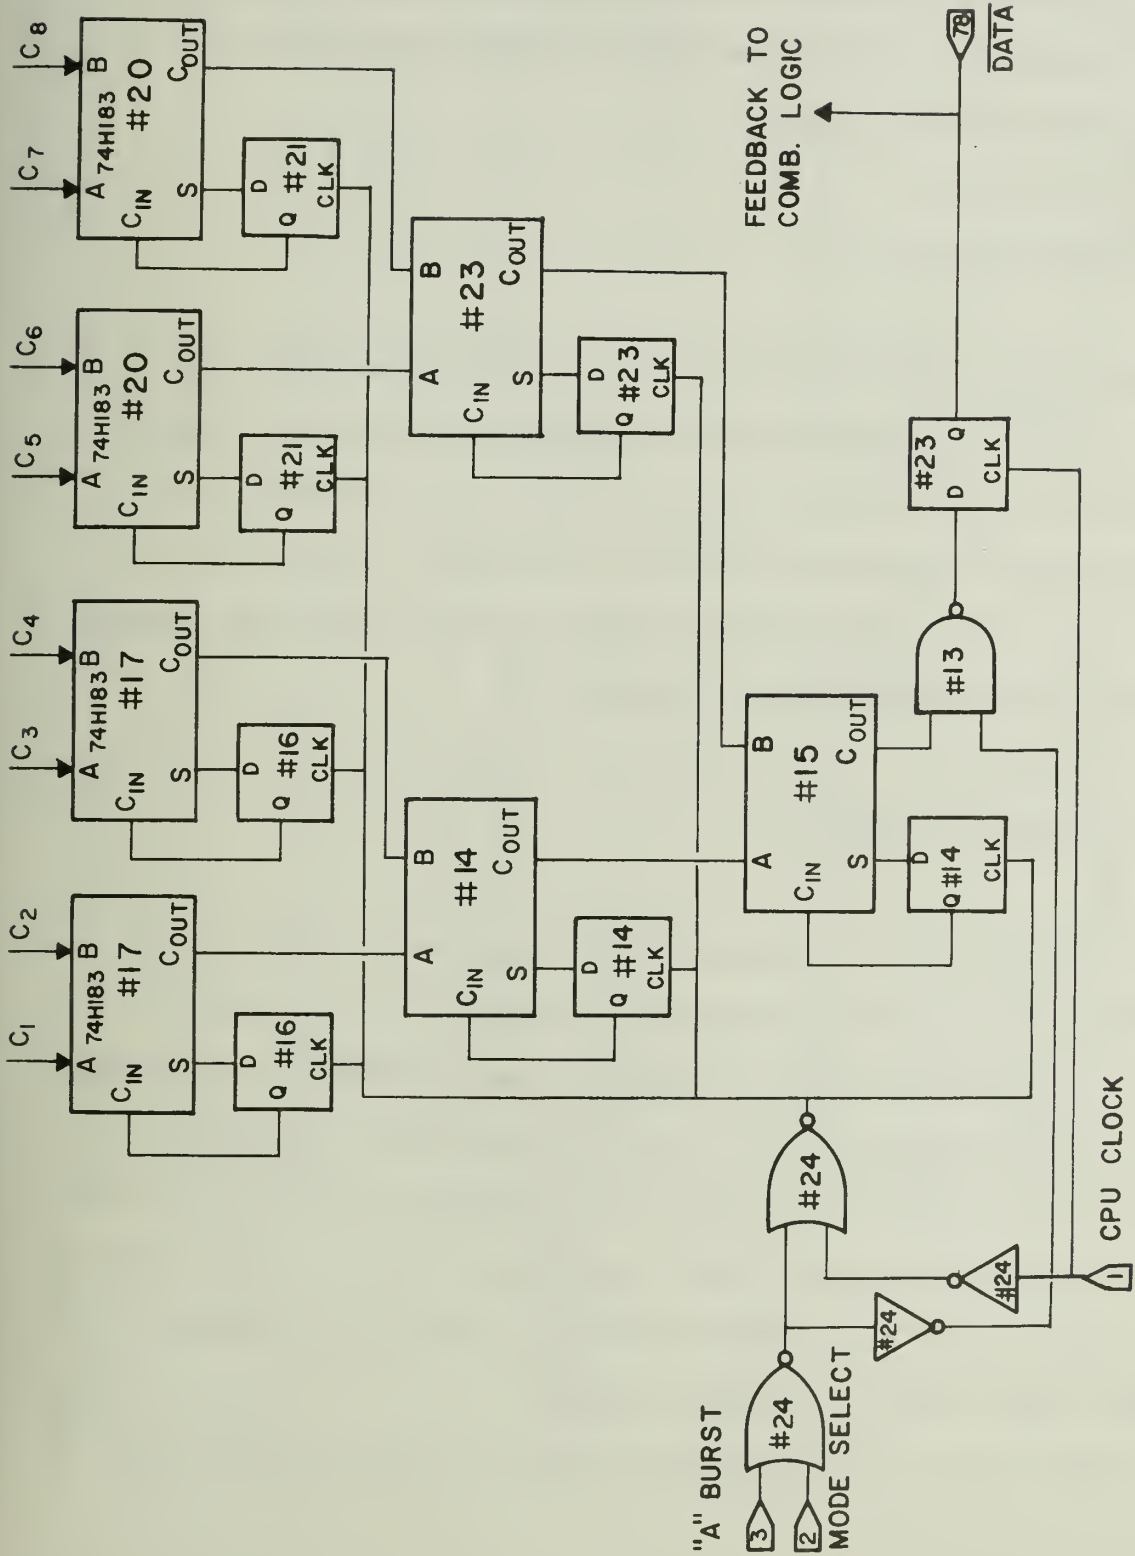 C1
C2
C3
C4
C5
C6
C7
C8
A
B
74H183
#17
CIN
COUT
S
A
B
74H183
#17
CIN
COUT
S
A
B
74H183
#20
CIN
COUT
S
A
B
74H183
#20
CIN
COUT
S
D
Q #16
CLK
D
Q #16
CLK
D
Q #21
CLK
D
Q #21
CLK
A
B
#14
CIN
COUT
S
A
B
#23
CIN
COUT
S
D
Q #14
CLK
D
Q #23
CLK
A
B
#15
CIN
COUT
S
D
Q #14
CLK
#13
#23
D
Q
CLK
FEEDBACK TO
COMB. LOGIC
78
DATA
"A" BURST
3
2
MODE SELECT
#24
#24
#24
#24
1
CPU CLOCK